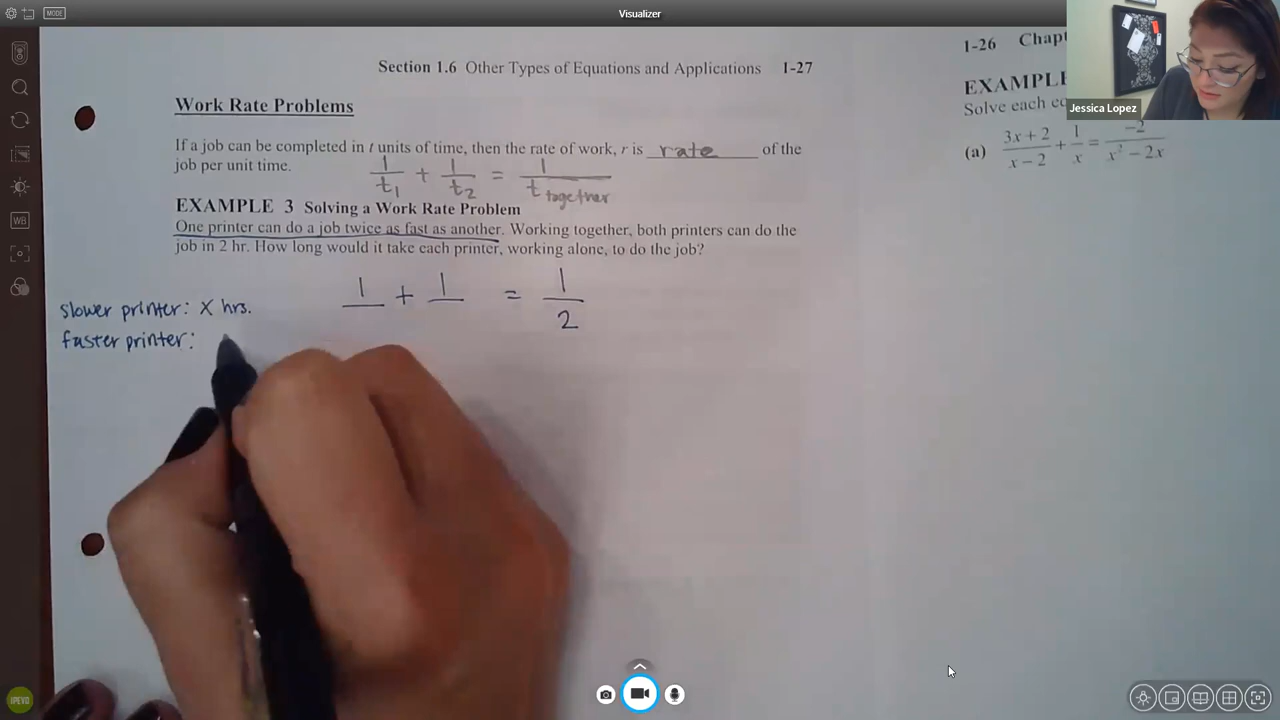 MODE
Visualizer
Section 1.6 Other Types of Equations and Applications 1-27
Work Rate Problems
If a job can be completed in t units of time, then the rate of work, r is rate of the
job per unit time.
1/t₁ + 1/t₂ = 1/t together
EXAMPLE 3 Solving a Work Rate Problem
One printer can do a job twice as fast as another. Working together, both printers can do the
job in 2 hr. How long would it take each printer, working alone, to do the job?
1/ + 1/ = 1/2
slower printer: x hrs.
faster printer:
1-26 Chapt
EXAMPLE
Solve each eq
(a) (3x + 2)/(x − 2) + 1/x = −2/(x² − 2x)
Jessica Lopez
WB
IPEVO